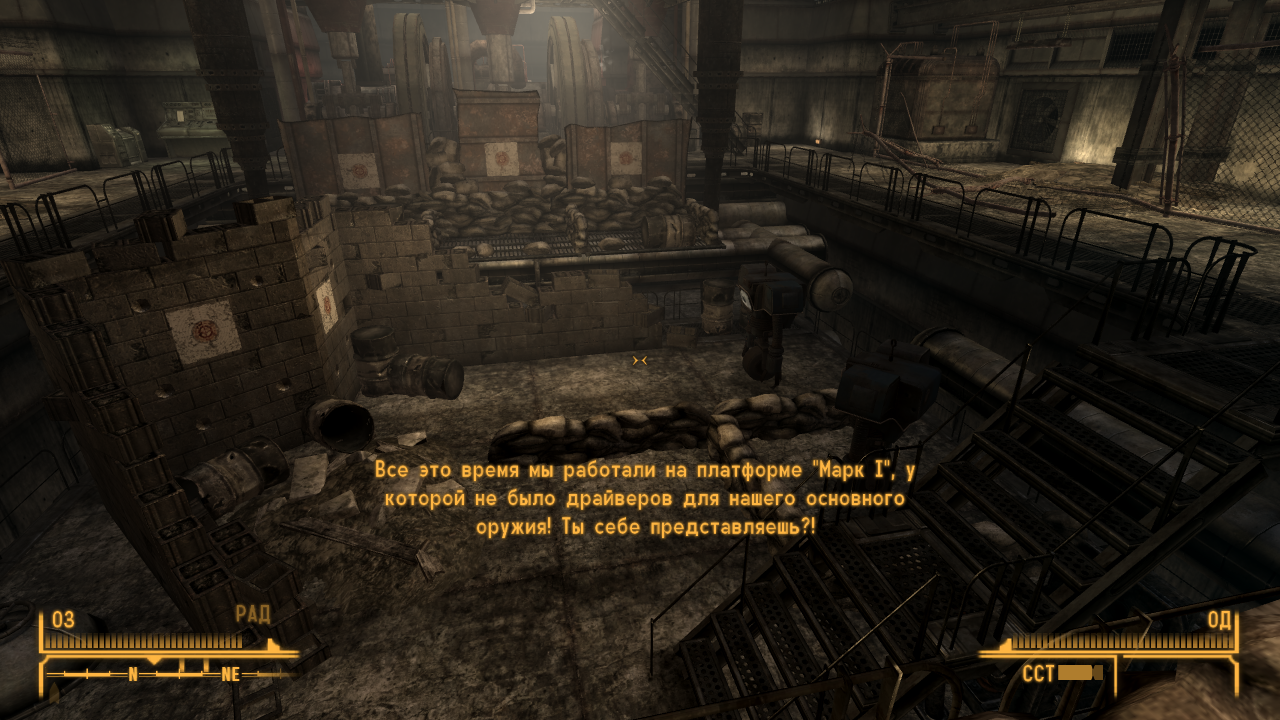 Все это время мы работали на платформе "Марк I", у
которой не было драйверов для нашего основного
оружия! Ты себе представляешь?!
ОЗ
РАД
ОД
N
NE
ССТ